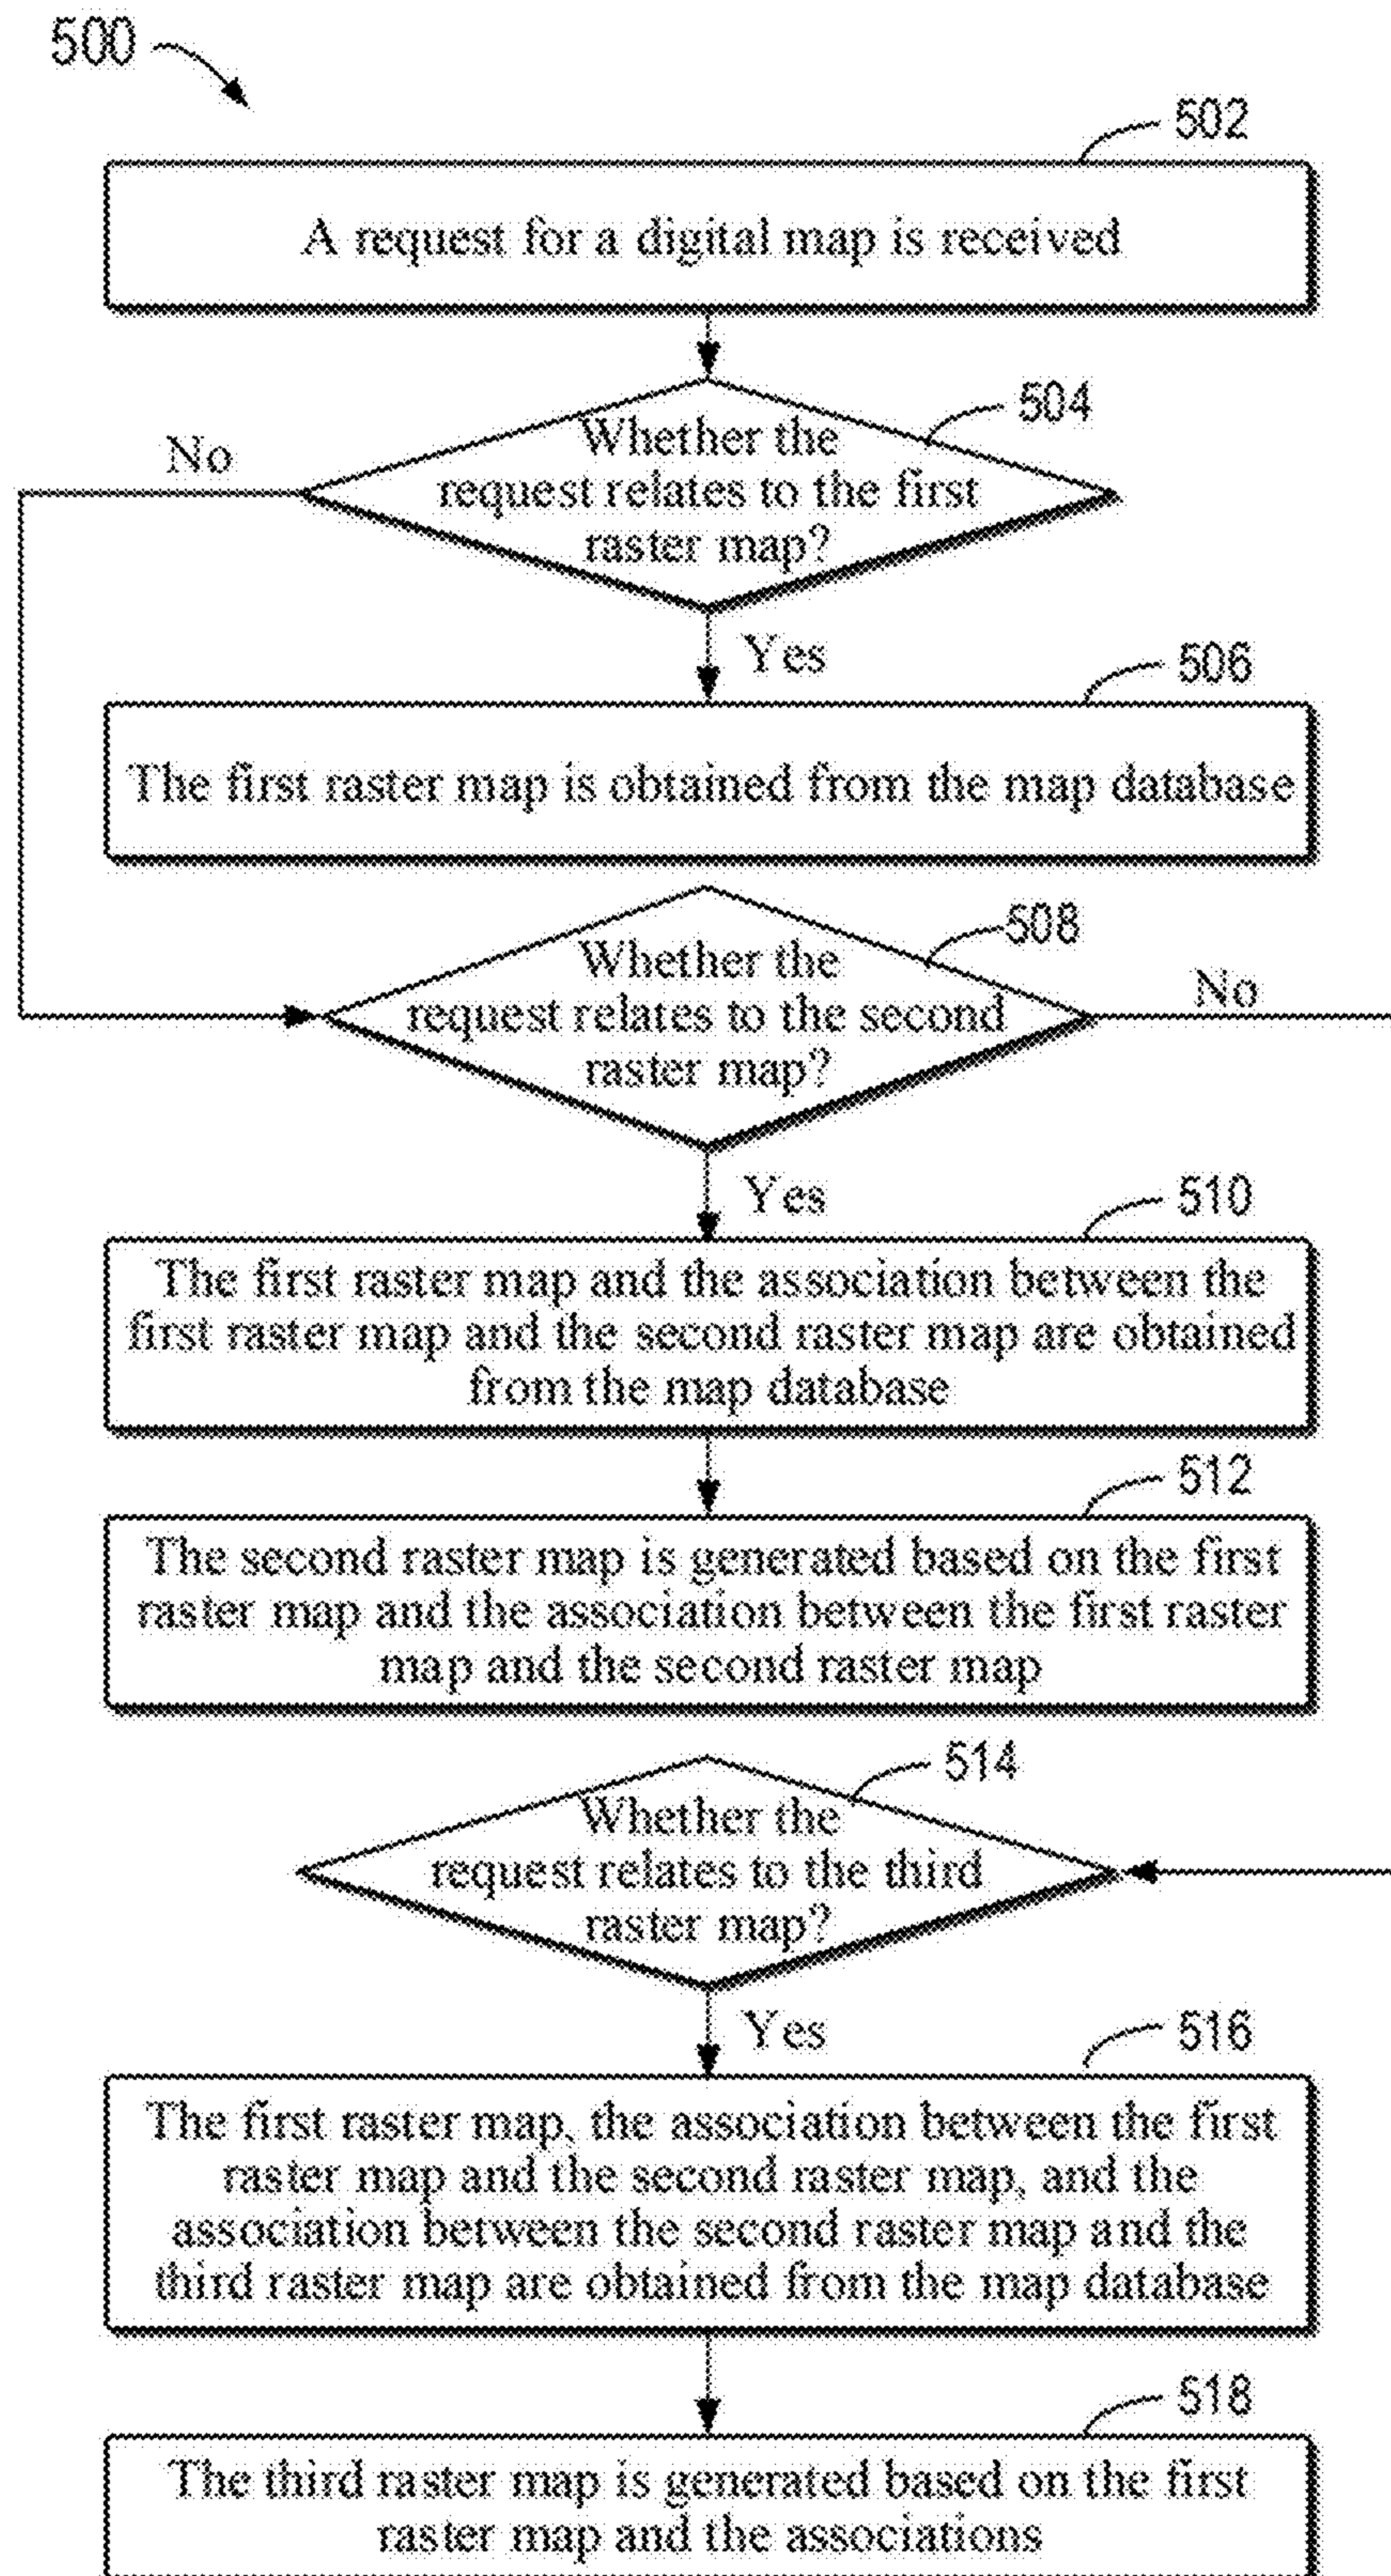 500
502
A request for a digital map is received
504
Whether the
request relates to the first
raster map?
No
Yes
506
The first raster map is obtained from the map database
508
Whether the
request relates to the second
raster map?
No
Yes
510
The first raster map and the association between the
first raster map and the second raster map are obtained
from the map database
512
The second raster map is generated based on the first
raster map and the association between the first raster
map and the second raster map
514
Whether the
request relates to the third
raster map?
Yes
516
The first raster map, the association between the first
raster map and the second raster map, and the
association between the second raster map and the
third raster map are obtained from the map database
518
The third raster map is generated based on the first
raster map and the associations